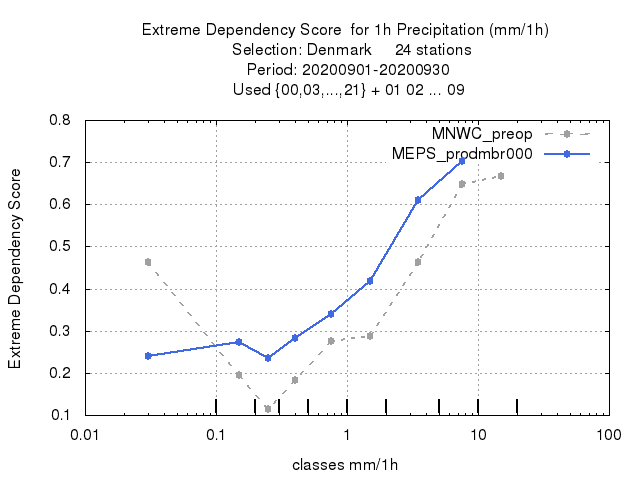 Extreme Dependency Score  for 1h Precipitation (mm/1h)
Selection: Denmark     24 stations
Period: 20200901-20200930
Used {00,03,...,21} + 01 02 ... 09
MNWC_preop
MEPS_prodmbr000
Extreme Dependency Score
0.8
0.7
0.6
0.5
0.4
0.3
0.2
0.1
0.01
0.1
1
10
100
classes mm/1h